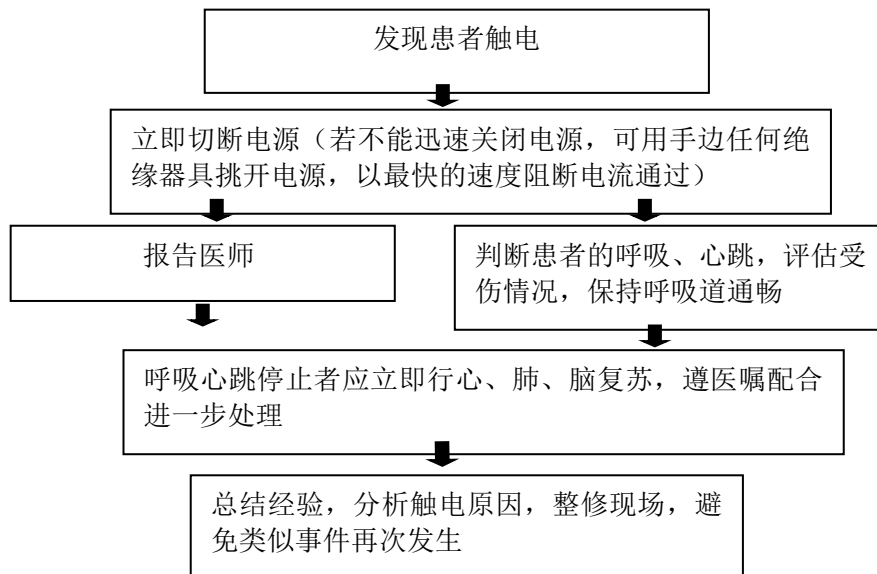 发现患者触电
立即切断电源（若不能迅速关闭电源，可用手边任何绝
缘器具挑开电源，以最快的速度阻断电流通过）
报告医师
判断患者的呼吸、心跳，评估受
伤情况，保持呼吸道通畅
呼吸心跳停止者应立即行心、肺、脑复苏，遵医嘱配合
进一步处理
总结经验，分析触电原因，整修现场，避
免类似事件再次发生